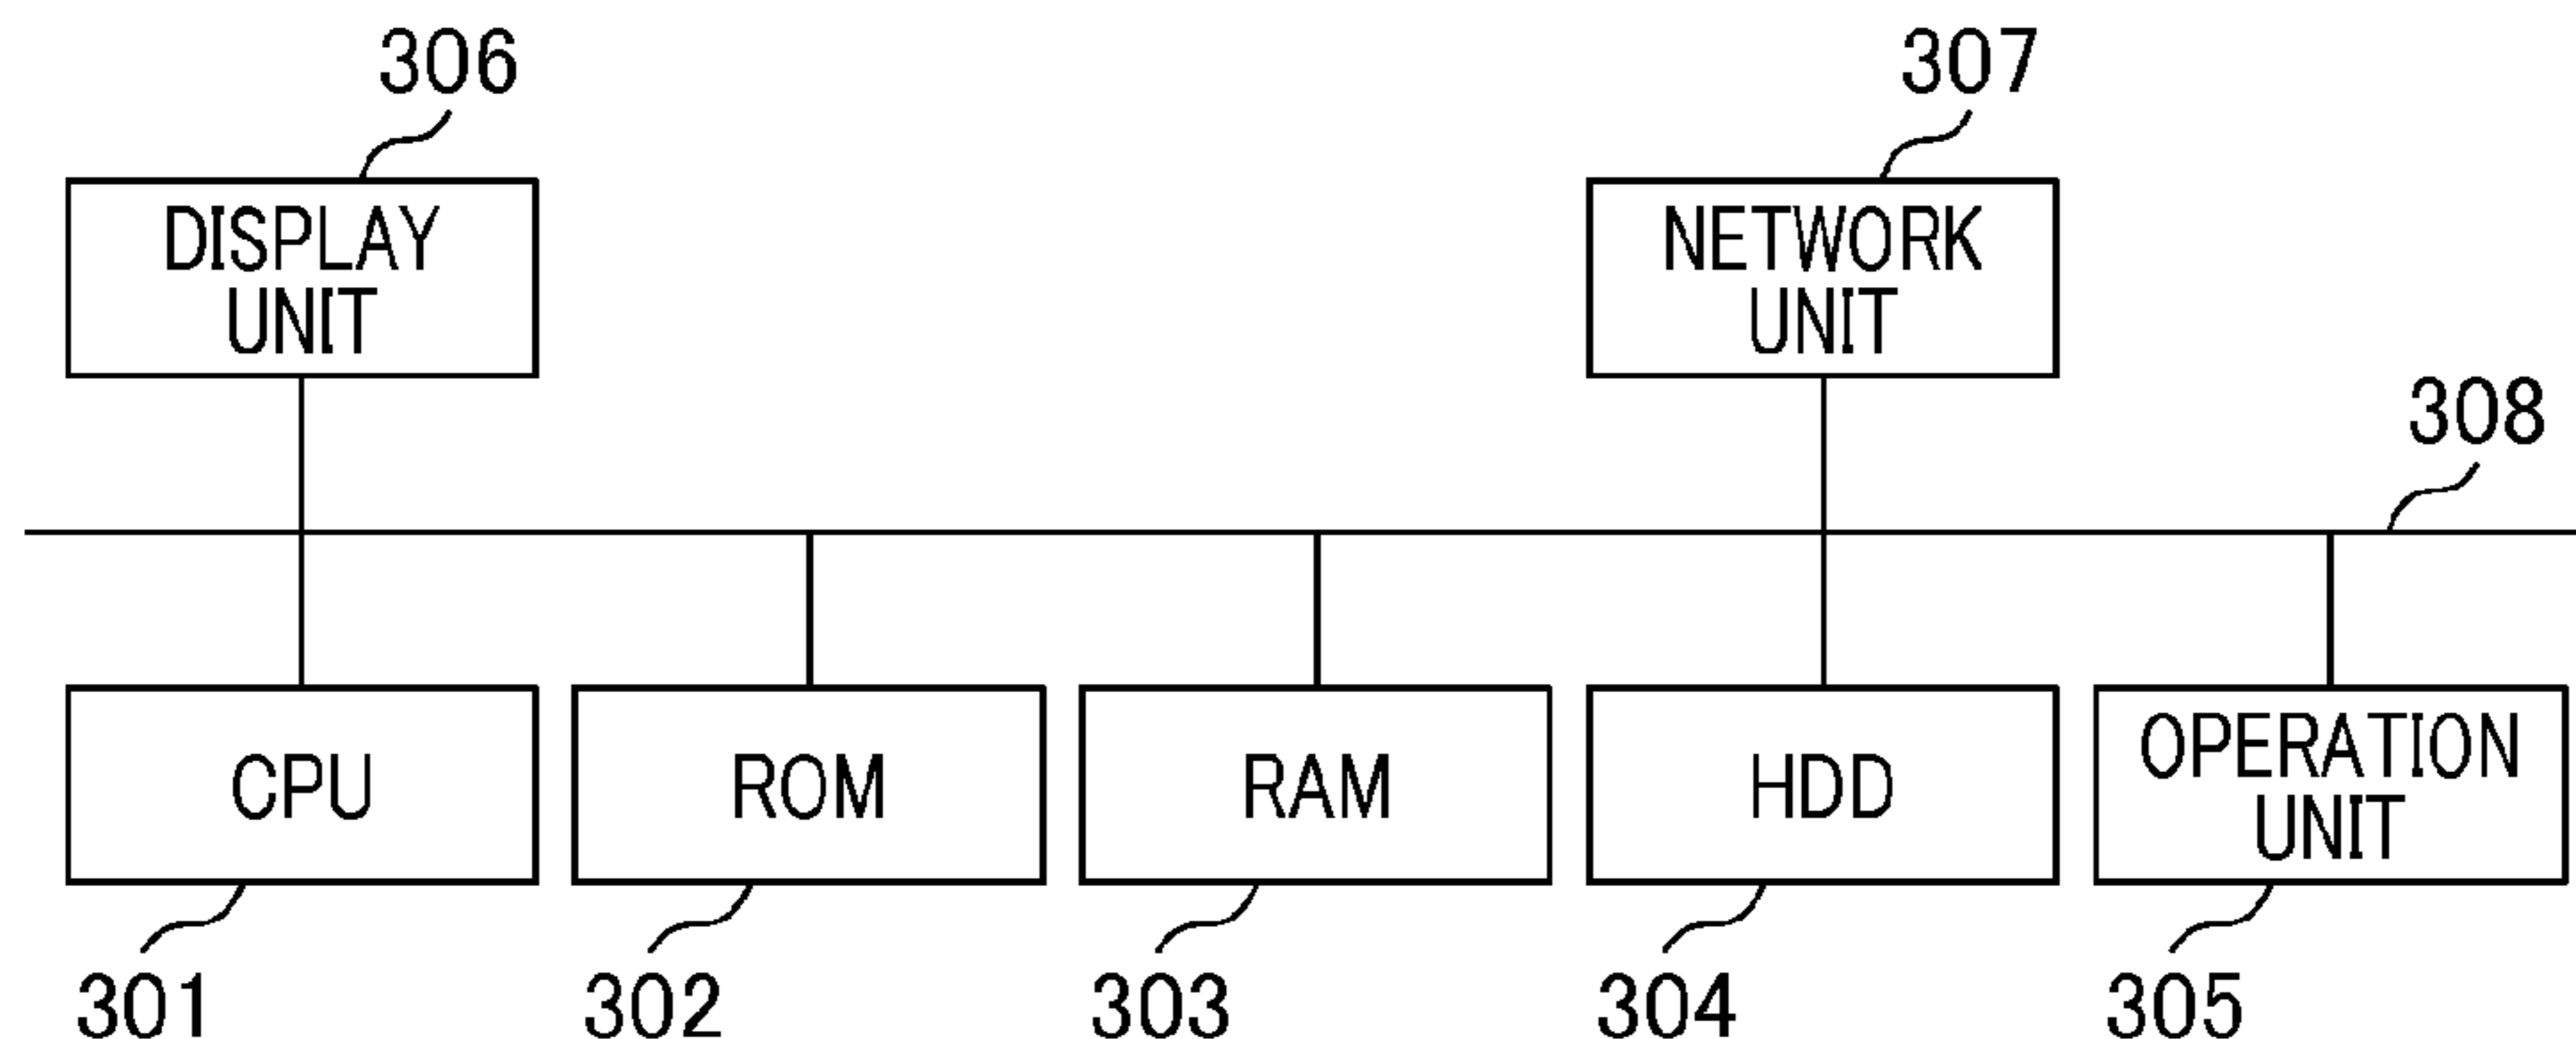 306
307
DISPLAY
UNIT
NETWORK
UNIT
308
CPU
ROM
RAM
HDD
OPERATION
UNIT
301
302
303
304
305